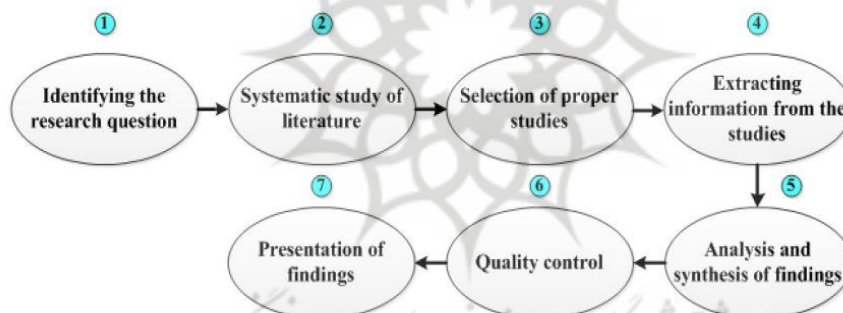 1
Identifying the
research question
2
Systematic study of
literature
3
Selection of proper
studies
4
Extracting
information from the
studies
5
Analysis and
synthesis of findings
6
Quality control
7
Presentation of
findings